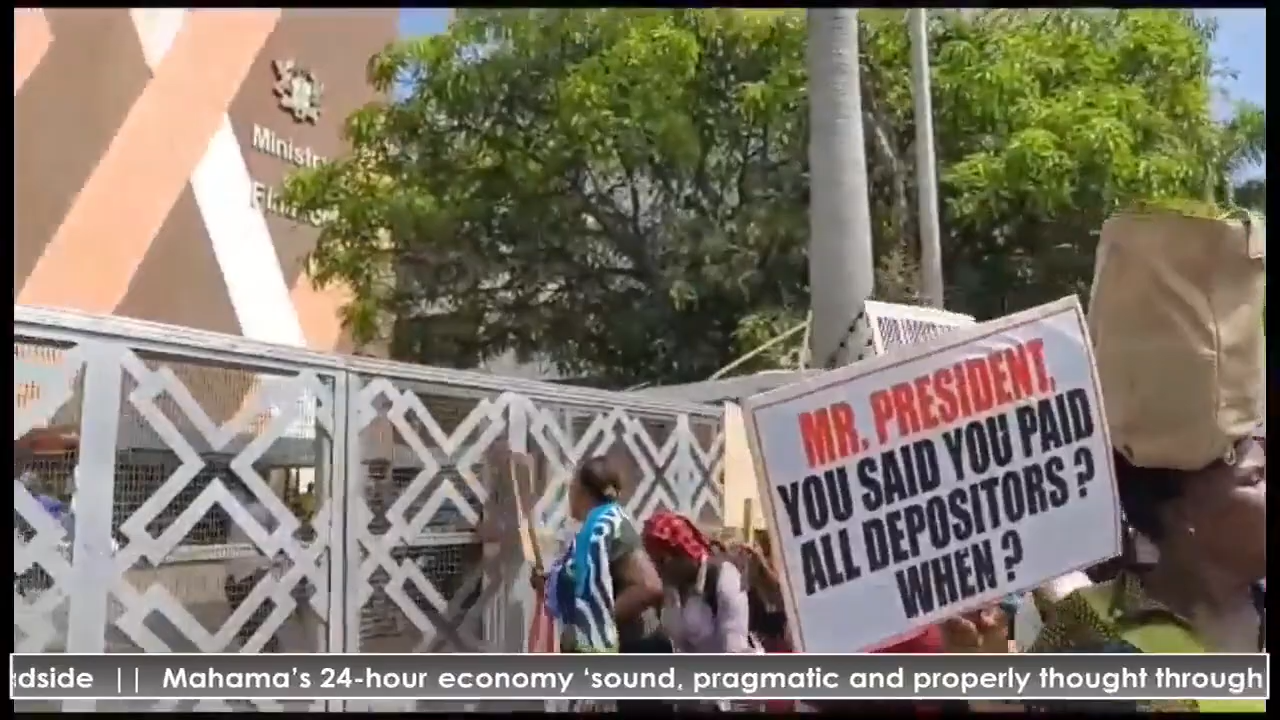 Ministry
MR. PRESIDENT,
YOU SAID YOU PAID
ALL DEPOSITORS ?
WHEN ?
dside || Mahama's 24-hour economy ‘sound, pragmatic and properly thought through